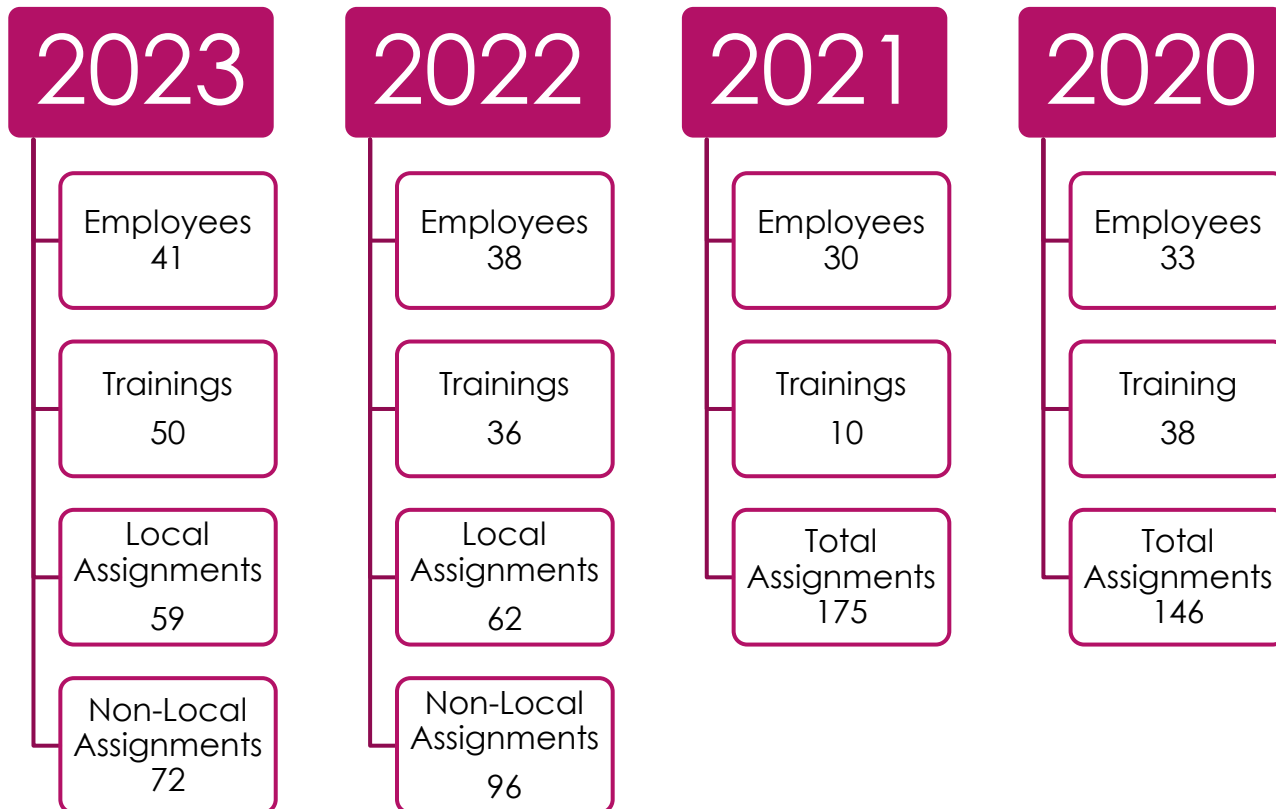 2023
Employees
41
Trainings
50
Local
Assignments
59
Non-Local
Assignments
72
2022
Employees
38
Trainings
36
Local
Assignments
62
Non-Local
Assignments
96
2021
Employees
30
Trainings
10
Total
Assignments
175
2020
Employees
33
Training
38
Total
Assignments
146